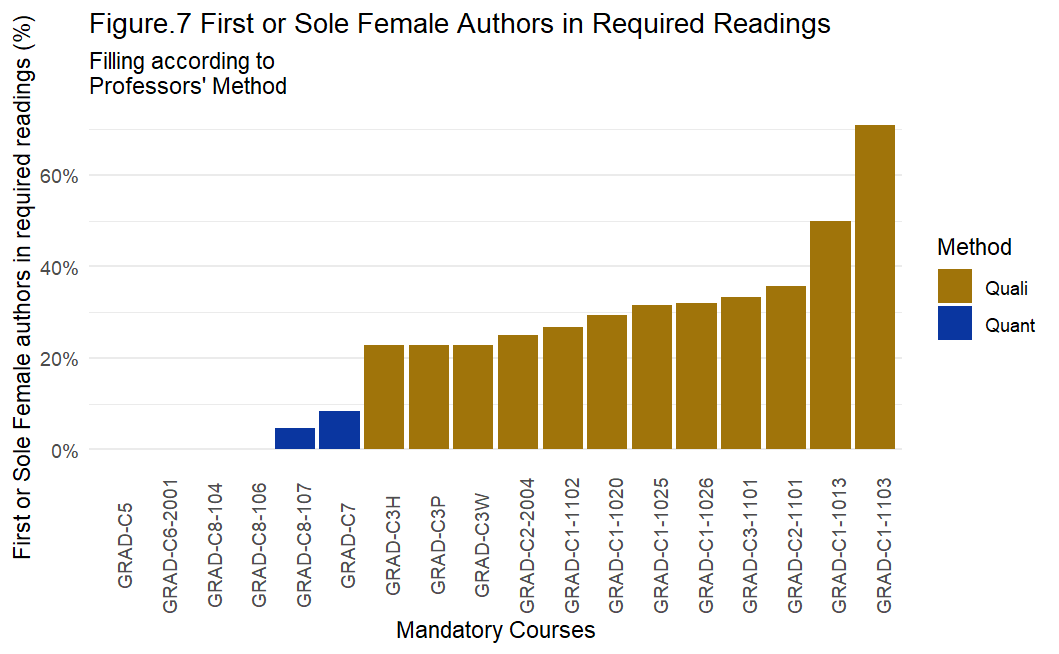 Figure.7 First or Sole Female Authors in Required Readings
Filling according to
Professors' Method
First or Sole Female authors in required readings (%)
60%
40%
20%
0%
Method
Quali
Quant
GRAD-C5
GRAD-C6-2001
GRAD-C8-104
GRAD-C8-106
GRAD-C8-107
GRAD-C7
GRAD-C3H
GRAD-C3P
GRAD-C3W
GRAD-C2-2004
GRAD-C1-1102
GRAD-C1-1020
GRAD-C1-1025
GRAD-C1-1026
GRAD-C3-1101
GRAD-C2-1101
GRAD-C1-1013
GRAD-C1-1103
Mandatory Courses